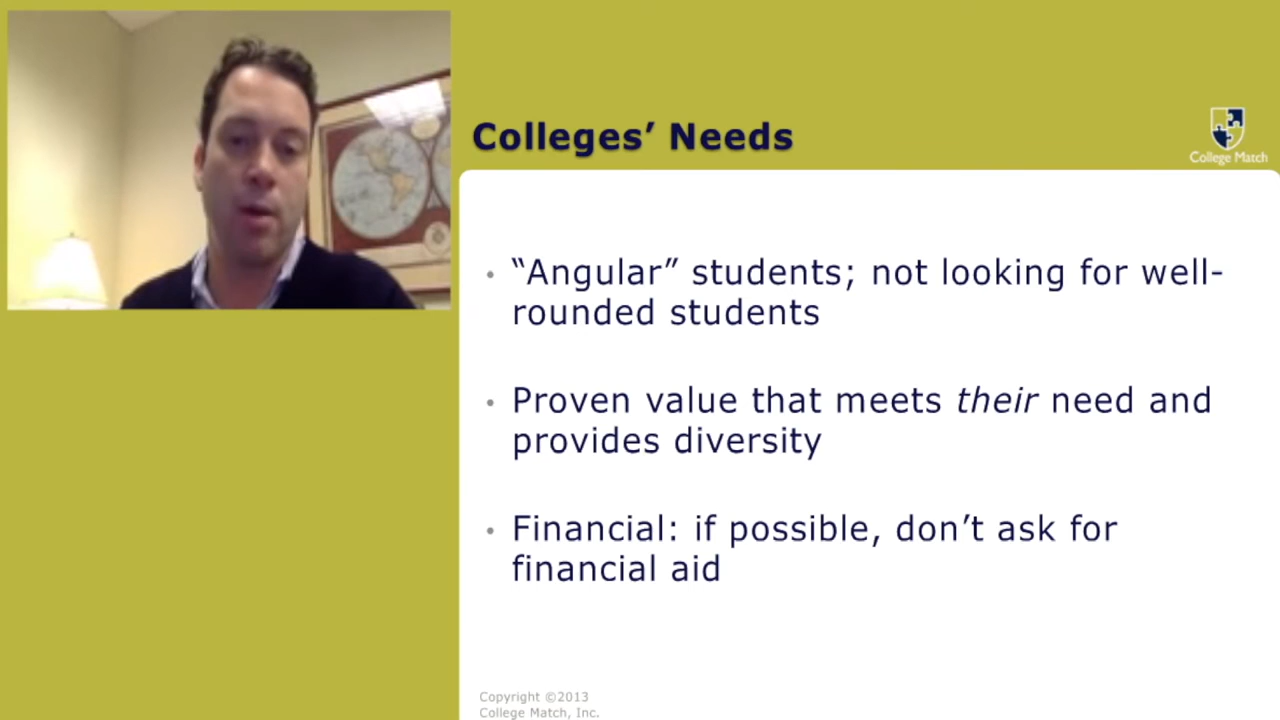 Colleges’ Needs
College Match
• “Angular” students; not looking for well-
rounded students
• Proven value that meets their need and
provides diversity
• Financial: if possible, don’t ask for
financial aid
Copyright ©2013
College Match, Inc.